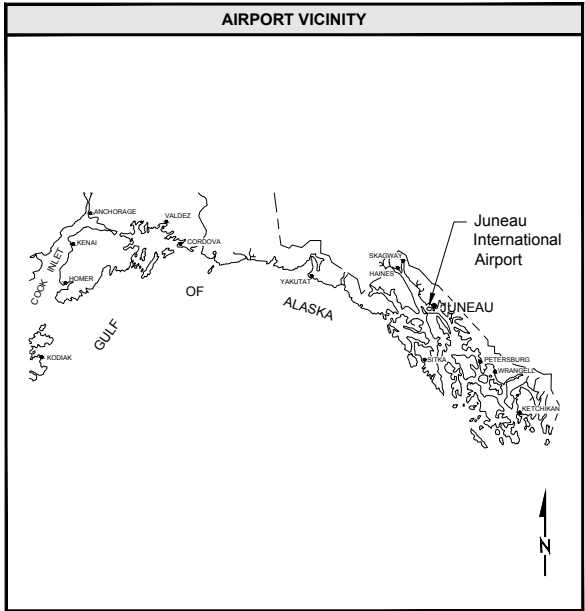 AIRPORT VICINITY
ANCHORAGE
VALDEZ
KENAI
CORDOVA
COOK INLET
HOMER
KODIAK
GULF
OF
ALASKA
YAKUTAT
SKAGWAY
HAINES
Juneau
International
Airport
JUNEAU
SITKA
PETERSBURG
WRANGELL
KETCHIKAN
N